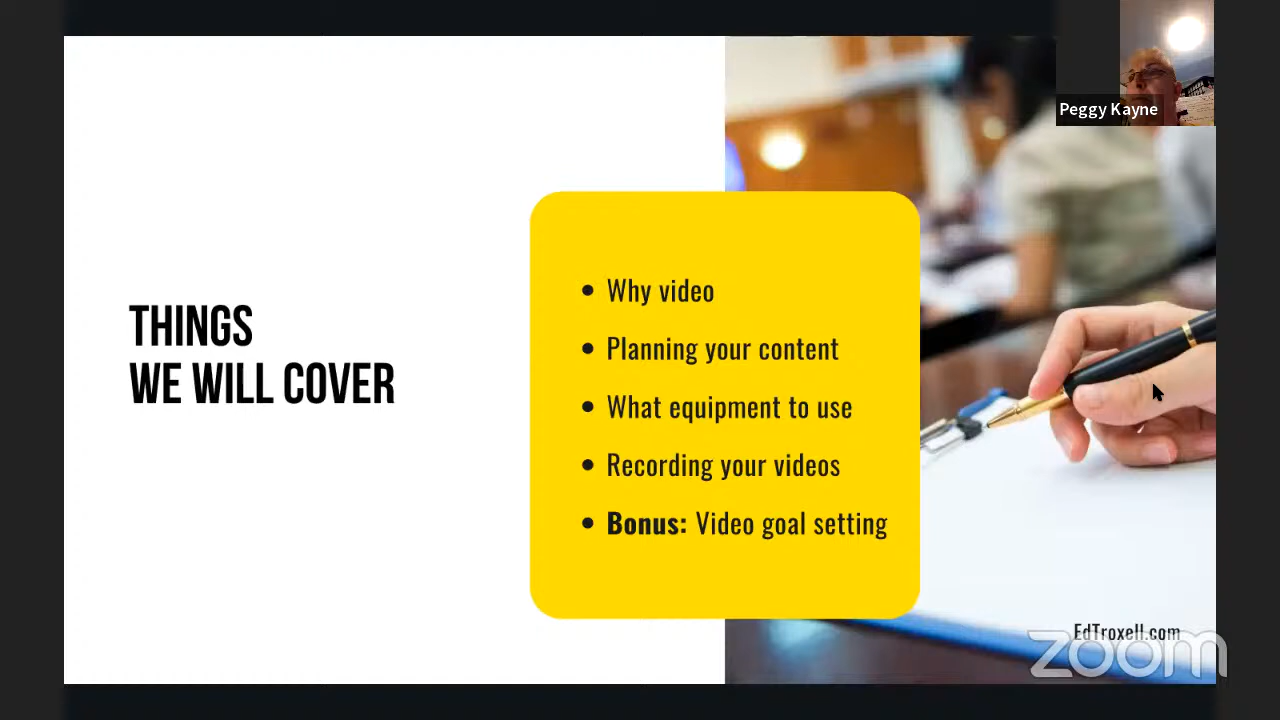 Peggy Kayne
THINGS
WE WILL COVER
• Why video
• Planning your content
• What equipment to use
• Recording your videos
• Bonus: Video goal setting
EdTroxell.com
zoom